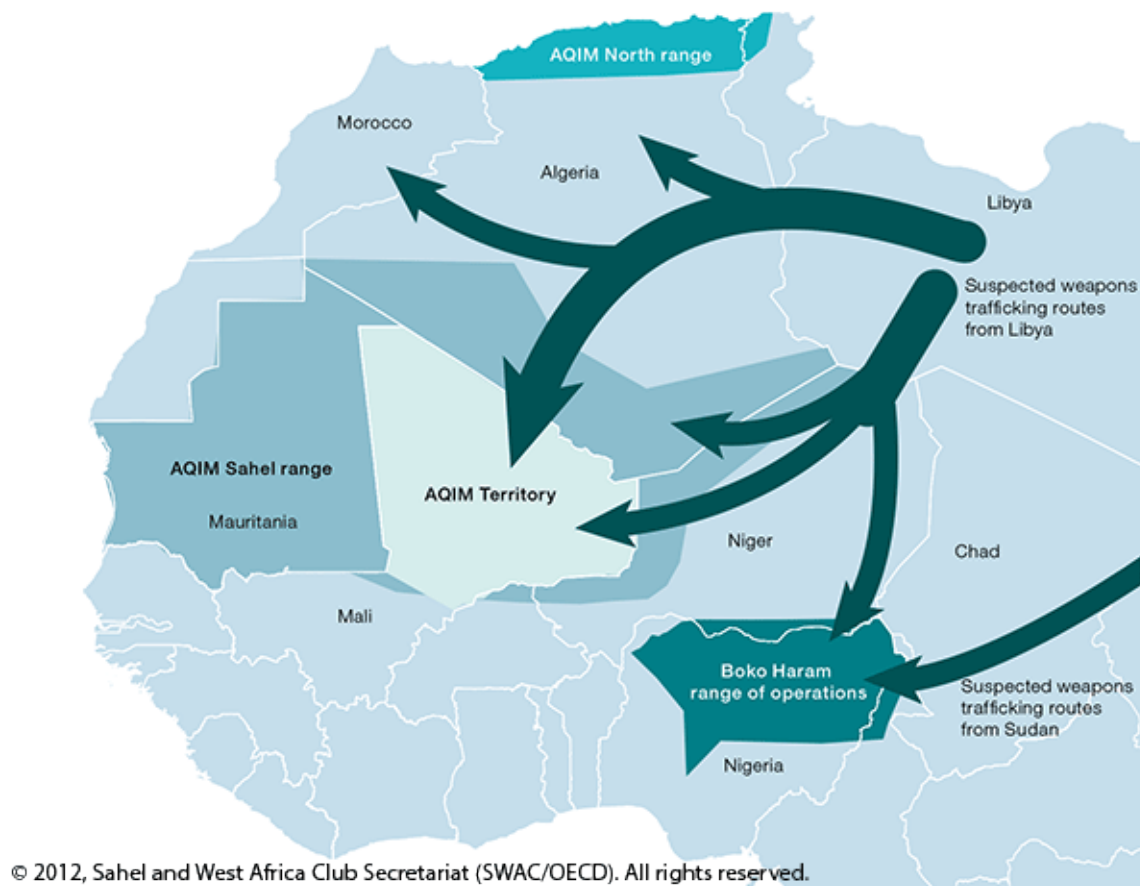 AQIM North range
Morocco
Algeria
Libya
Suspected weapons
trafficking routes
from Libya
AQIM Sahel range
AQIM Territory
Mauritania
Niger
Chad
Mali
Boko Haram
range of operations
Suspected weapons
trafficking routes
from Sudan
Nigeria
© 2012, Sahel and West Africa Club Secretariat (SWAC/OECD). All rights reserved.